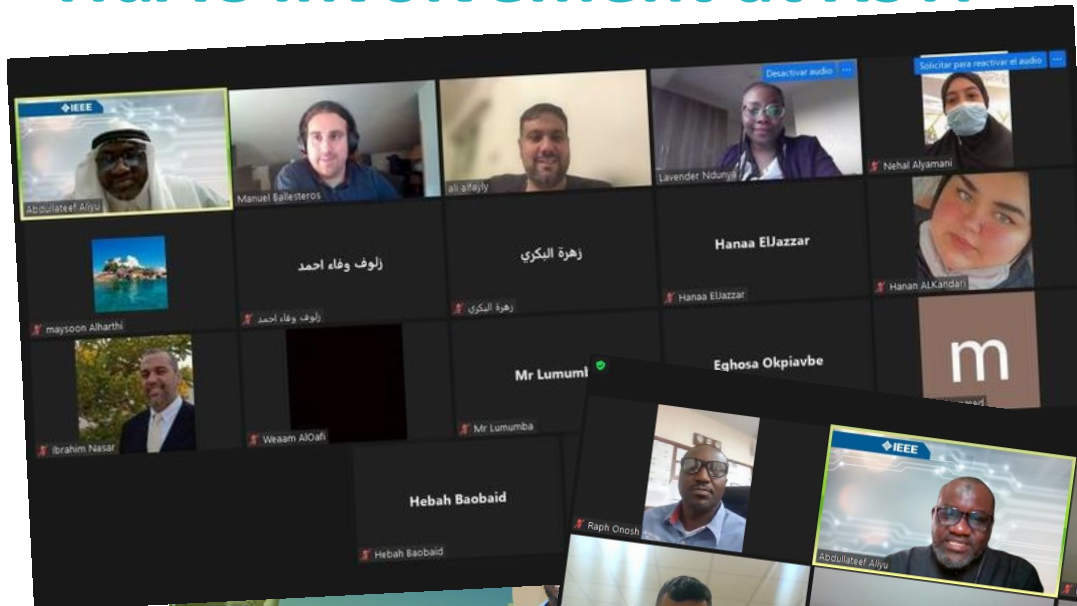 IEEE
Abdullateef Aliyu
Manuel Ballesteros
ali alfayly
Desactivar audio
Lavender Ndunya
Solicitar para reactivar el audio
Nehal Alyamani
maysoon Alharthi
زلوف وفاء احمد
زلوف وفاء احمد
زهرة البكري
زهرة البكري
Hanaa ElJazzar
Hanaa ElJazzar
Hanan ALKandari
Ibrahim Nasar
Weaam AlOafi
Mr Lumumb
Mr Lumumba
Eghosa Okpiavbe
m
Hebah Baobaid
Hebah Baobaid
Raph Onosh
IEEE
Abdullateef Aliyu